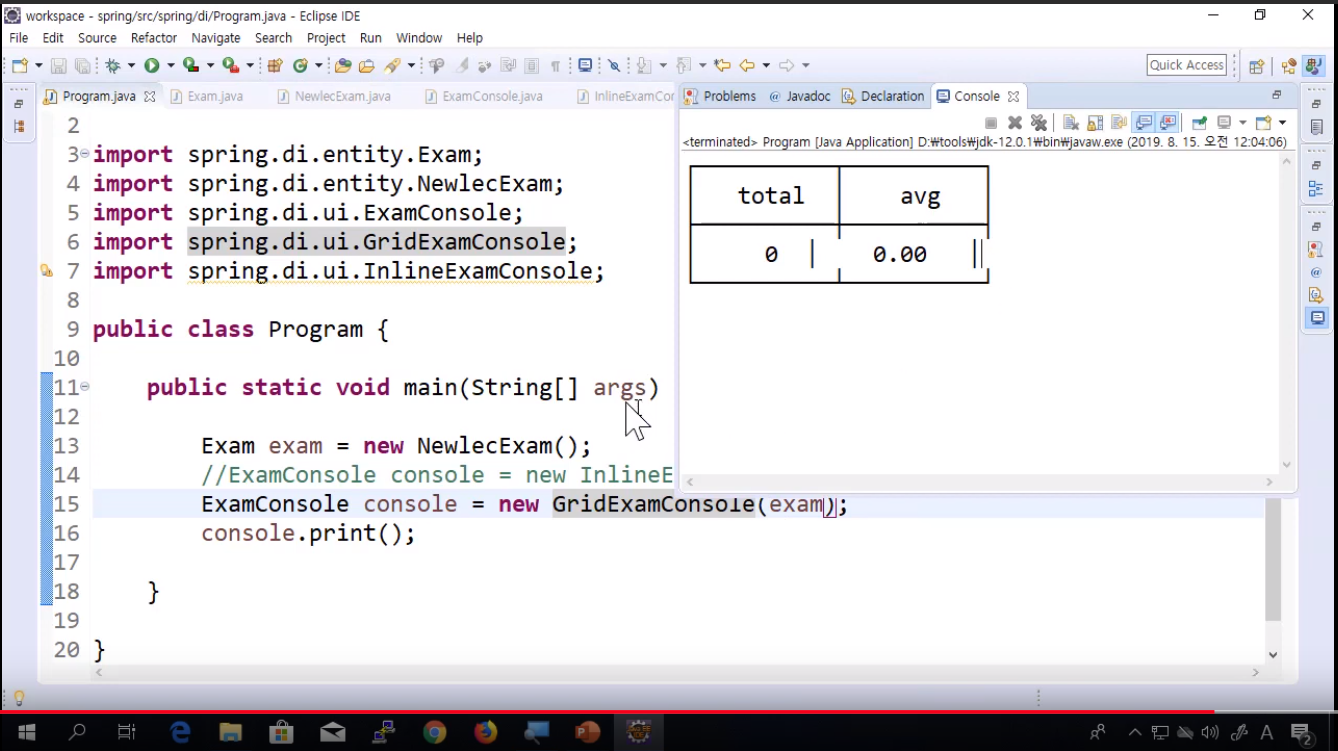 workspace - spring/src/spring/di/Program.java - Eclipse IDE
File Edit Source Refactor Navigate Search Project Run Window Help
Quick Access
Program.java Exam.java NewlecExam.java ExamConsole.java InlineExamCor
Problems @ Javadoc Declaration Console
<terminated> Program [Java Application] D:₩tools₩jdk-12.0.1₩bin₩javaw.exe (2019. 8. 15. 오전 12:04:06)
total avg
0 | 0.00 ||
2
3 import spring.di.entity.Exam;
4 import spring.di.entity.NewlecExam;
5 import spring.di.ui.ExamConsole;
6 import spring.di.ui.GridExamConsole;
7 import spring.di.ui.InlineExamConsole;
8
9 public class Program {
10
11 public static void main(String[] args)
12
13 Exam exam = new NewlecExam();
14 //ExamConsole console = new InlineE
15 ExamConsole console = new GridExamConsole(exam);
16 console.print();
17
18 }
19
20 }
A
2